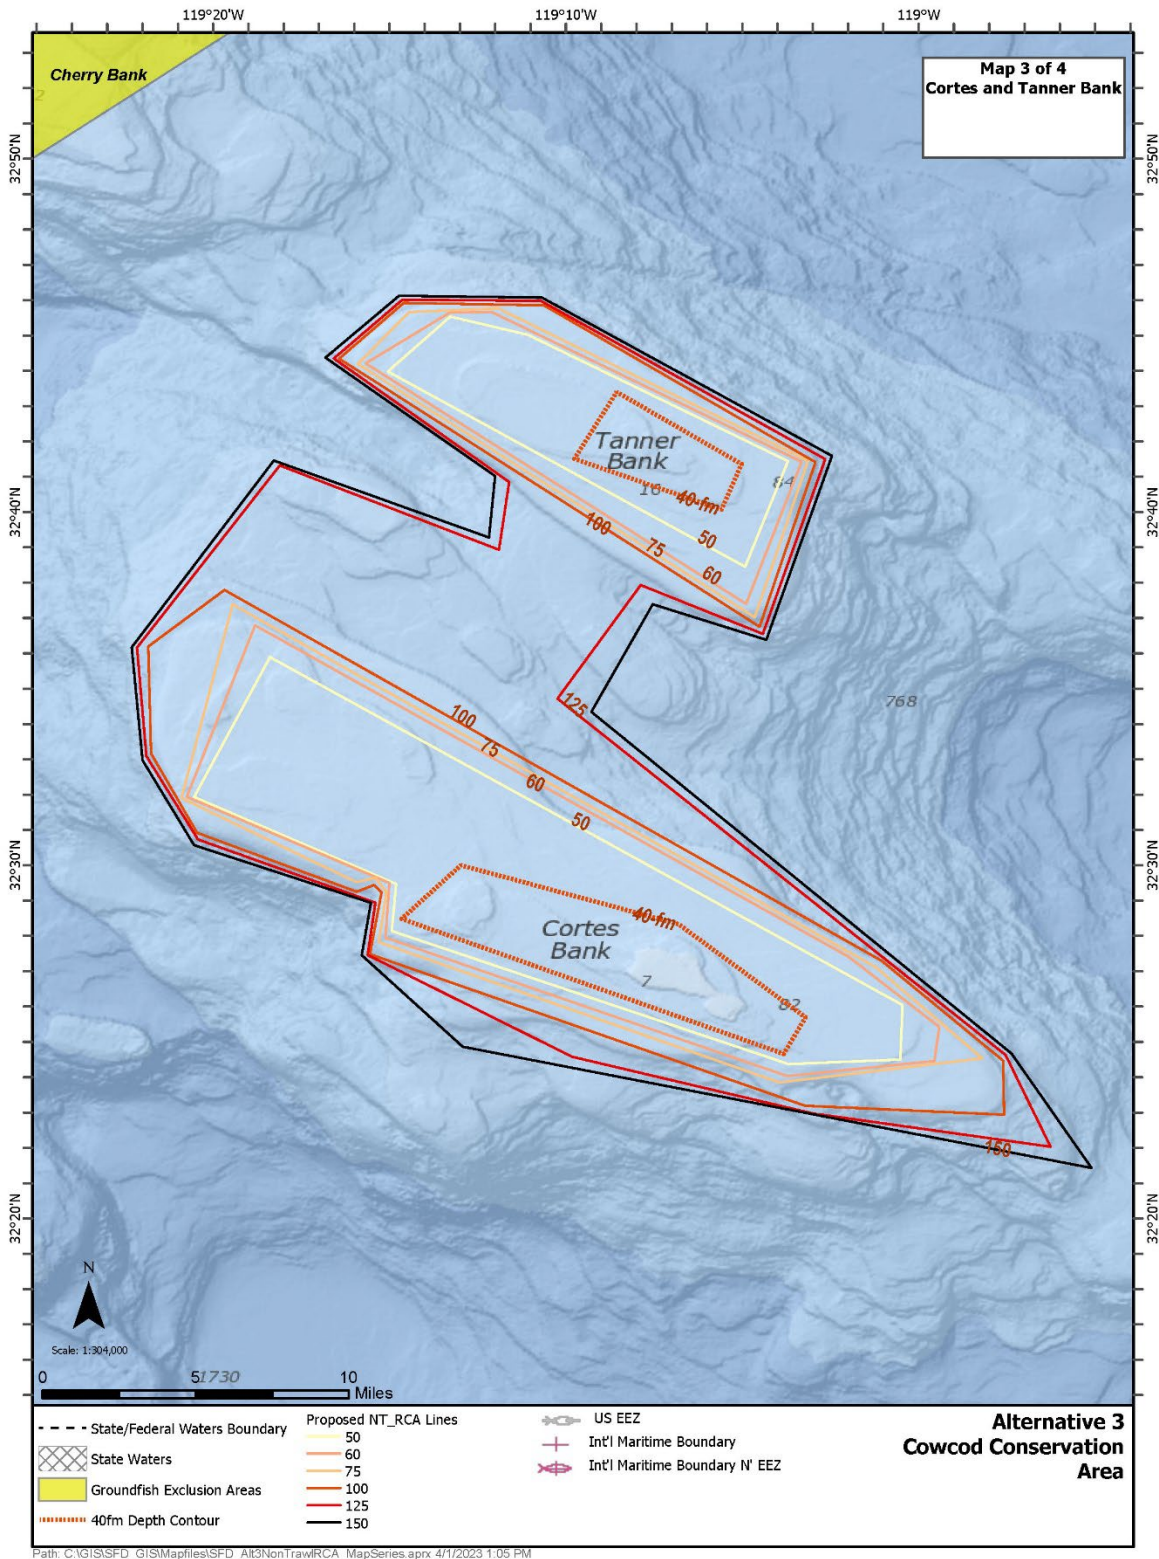 119°20'W 119°10'W 119°W
Cherry Bank
Map 3 of 4
Cortes and Tanner Bank
2
32°50'N 32°50'N
Tanner
Bank
16
84
40-fm
32°40'N 32°40'N
100
75
60
50
125
768
100
75
60
50
32°30'N 32°30'N
40-fm
Cortes
Bank
7
82
150
32°20'N 32°20'N
N
Scale: 1:304,000
0 5 10
1730
Miles
State/Federal Waters Boundary
State Waters
Groundfish Exclusion Areas
40fm Depth Contour
Proposed NT_RCA Lines
50
60
75
100
125
150
US EEZ
Int'l Maritime Boundary
Int'l Maritime Boundary N' EEZ
Alternative 3
Cowcod Conservation
Area
Path: C:\GIS\SFD_GIS\Mapfiles\SFD_Alt3NonTrawlRCA_MapSeries.aprx 4/1/2023 1:05 PM